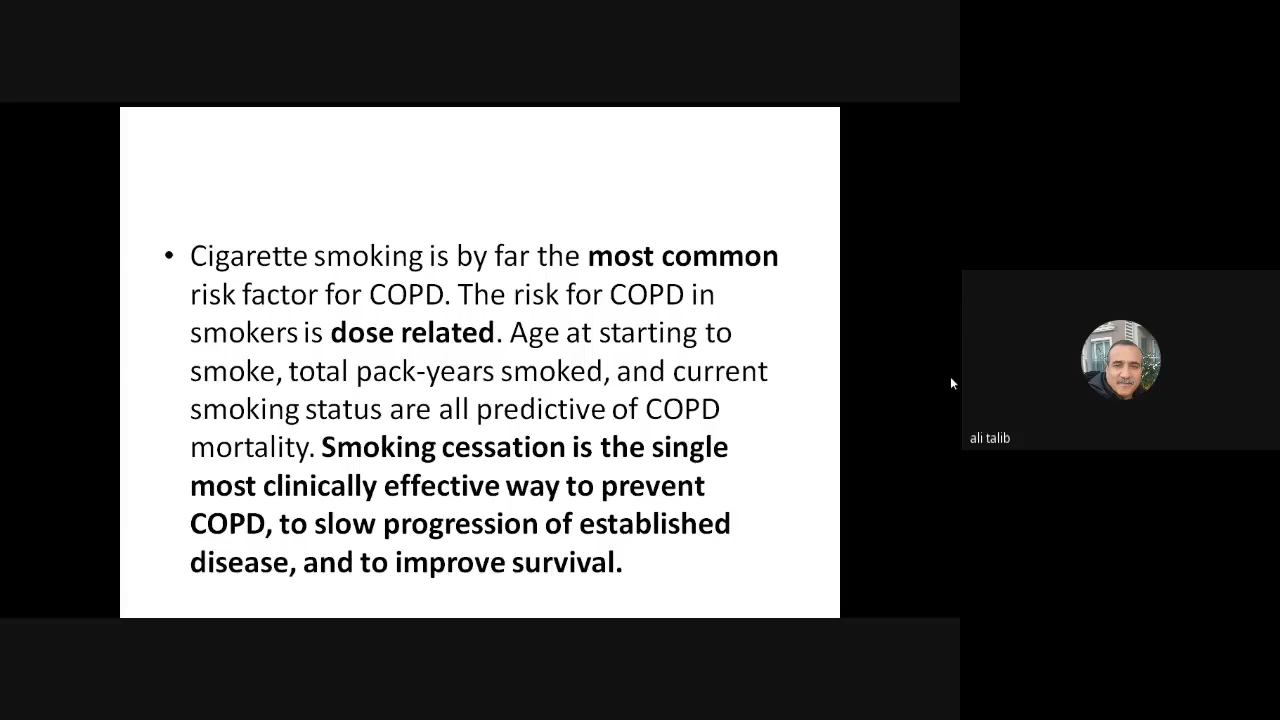 • Cigarette smoking is by far the most common
risk factor for COPD. The risk for COPD in
smokers is dose related. Age at starting to
smoke, total pack-years smoked, and current
smoking status are all predictive of COPD
mortality. Smoking cessation is the single
most clinically effective way to prevent
COPD, to slow progression of established
disease, and to improve survival.
ali talib